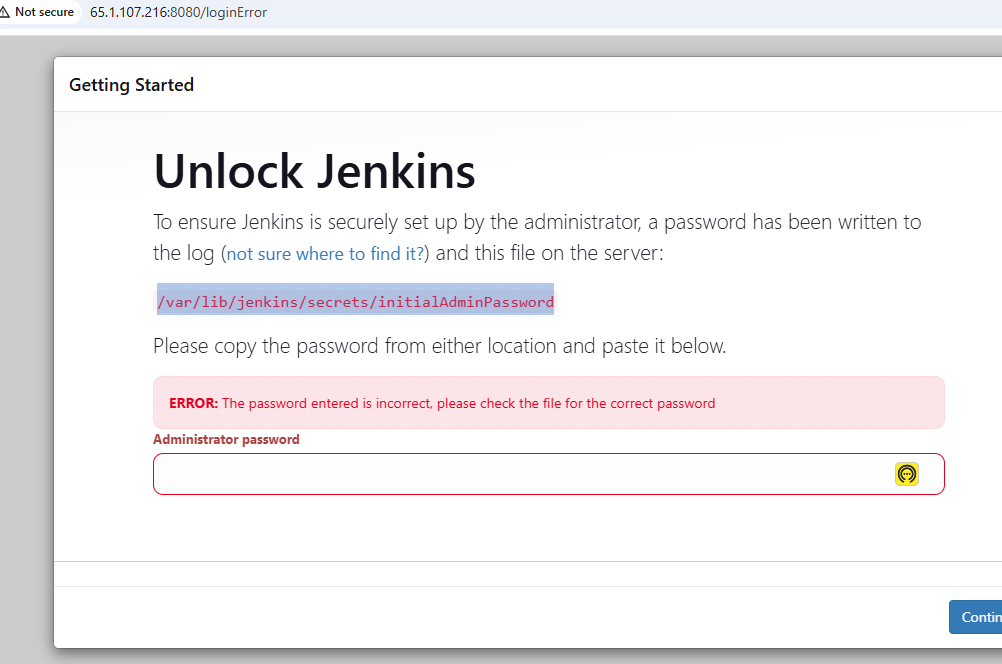 Not secure 65.1.107.216:8080/loginError
Getting Started
Unlock Jenkins
To ensure Jenkins is securely set up by the administrator, a password has been written to
the log (not sure where to find it?) and this file on the server:
/var/lib/jenkins/secrets/initialAdminPassword
Please copy the password from either location and paste it below.
ERROR: The password entered is incorrect, please check the file for the correct password
Administrator password
Contin